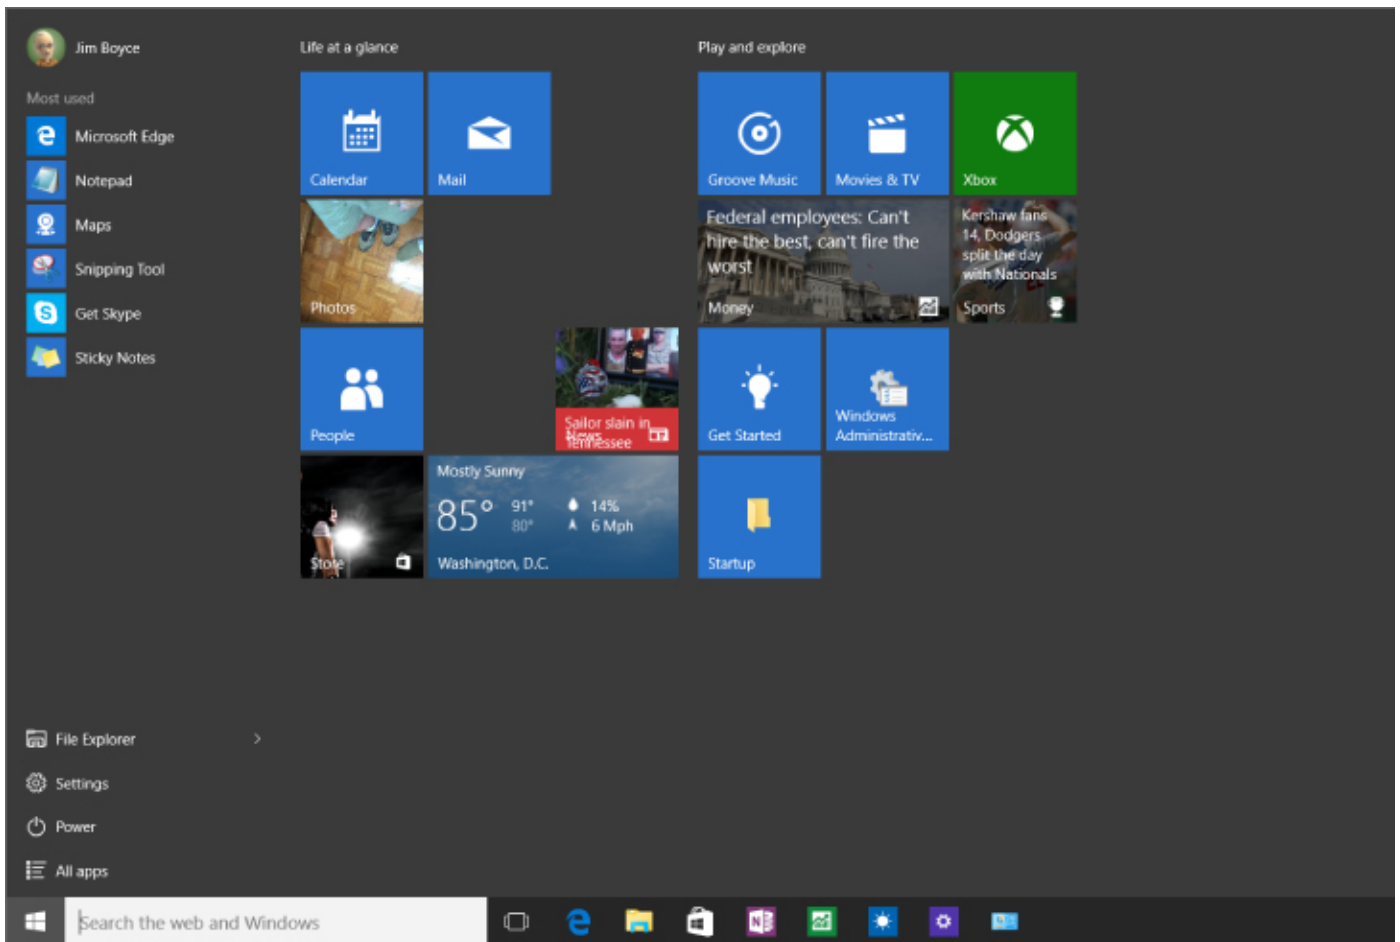 Jim Boyce
Most used
Microsoft Edge
Notepad
Maps
Snipping Tool
Get Skype
Sticky Notes
File Explorer
Settings
Power
All apps
Life at a glance
Calendar
Mail
Photos
People
Sailor slain in
News
Tennessee
Store
Mostly Sunny
85° 91° 14%
80° 6 Mph
Washington, D.C.
Play and explore
Groove Music
Movies & TV
Xbox
Federal employees: Can't
hire the best, can't fire the
worst
Money
Kershaw fans
14, Dodgers
split the day
with Nationals
Sports
Get Started
Windows
Administrativ...
Startup
Search the web and Windows